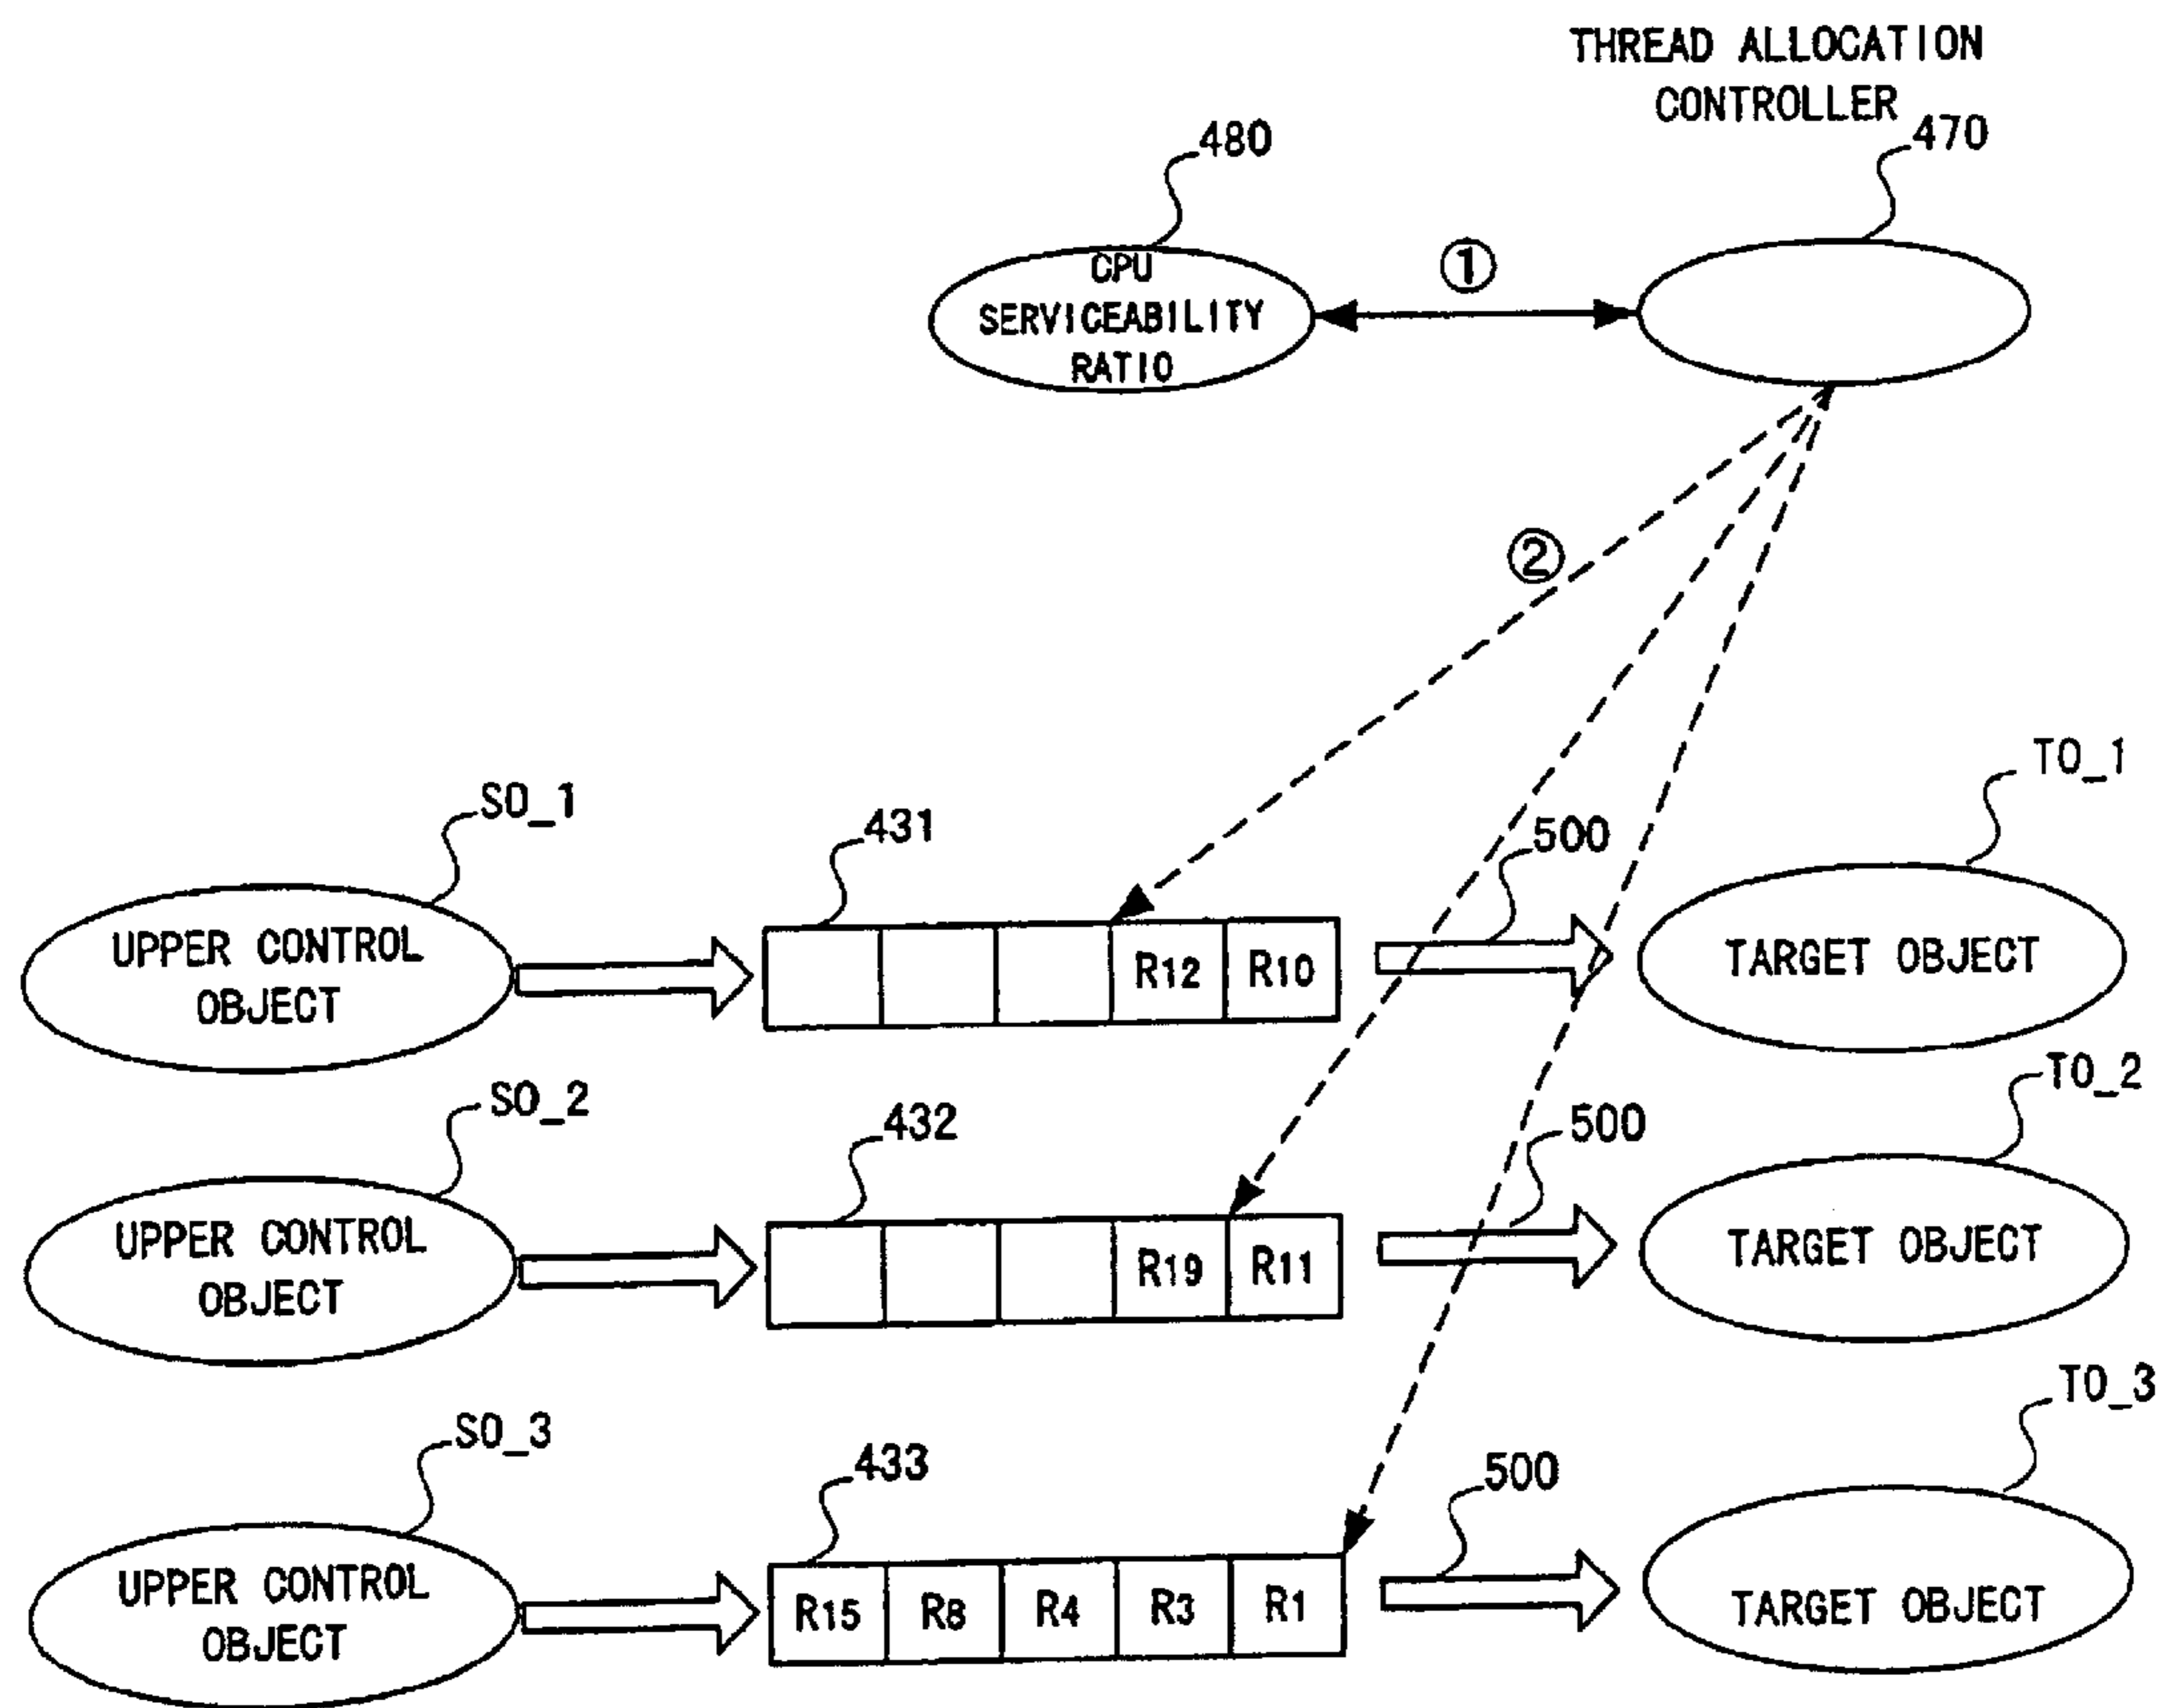 THREAD ALLOCATION
CONTROLLER
480
470
CPU
SERVICEABILITY
RATIO
①
②
SO_1
431
500
TO_1
UPPER CONTROL
OBJECT
R12 R10
TARGET OBJECT
SO_2
432
500
TO_2
UPPER CONTROL
OBJECT
R19 R11
TARGET OBJECT
SO_3
433
500
TO_3
UPPER CONTROL
OBJECT
R15 R8 R4 R3 R1
TARGET OBJECT